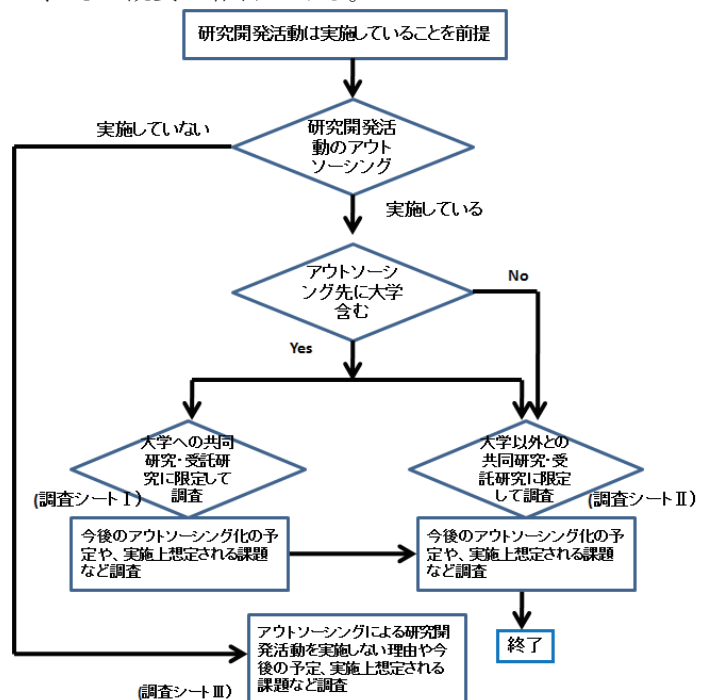 研究開発活動は実施していることを前提
実施していない
研究開発活
動のアウト
ソーシング
実施している
アウトソーシ
ング先に大学
含む
No
Yes
大学への共同
研究・受託研
究に限定して
調査
(調査シートⅠ)
大学以外との
共同研究・受
託研究に限定
して調査
(調査シートⅡ)
今後のアウトソーシング化の予
定や、実施上想定される課題
など調査
今後のアウトソーシング化の予
定や、実施上想定される課題
など調査
終了
アウトソーシングによる研究開
発活動を実施しない理由や今
後の予定、実施上想定される
課題など調査
(調査シートⅢ)